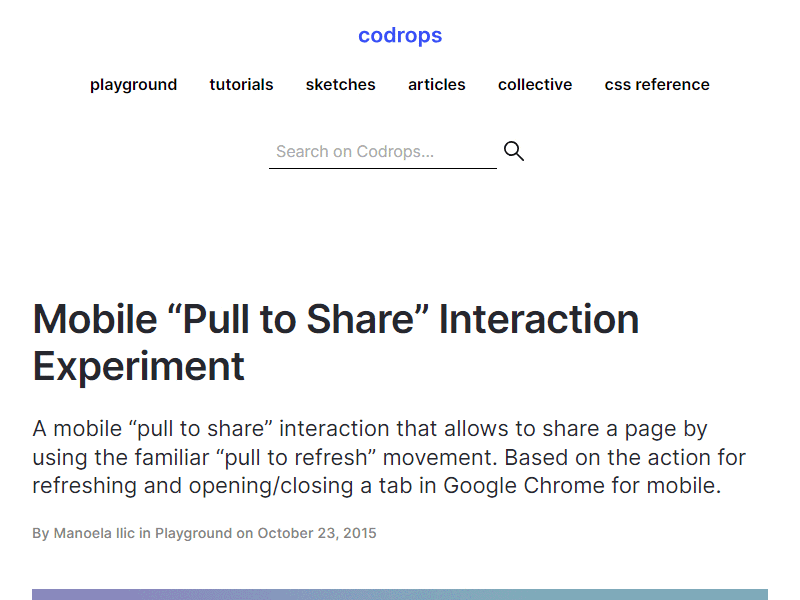 codrops
playground tutorials sketches articles collective css reference
Search on Codrops...
Mobile “Pull to Share” Interaction
Experiment
A mobile “pull to share” interaction that allows to share a page by
using the familiar “pull to refresh” movement. Based on the action for
refreshing and opening/closing a tab in Google Chrome for mobile.
By Manoela Ilic in Playground on October 23, 2015